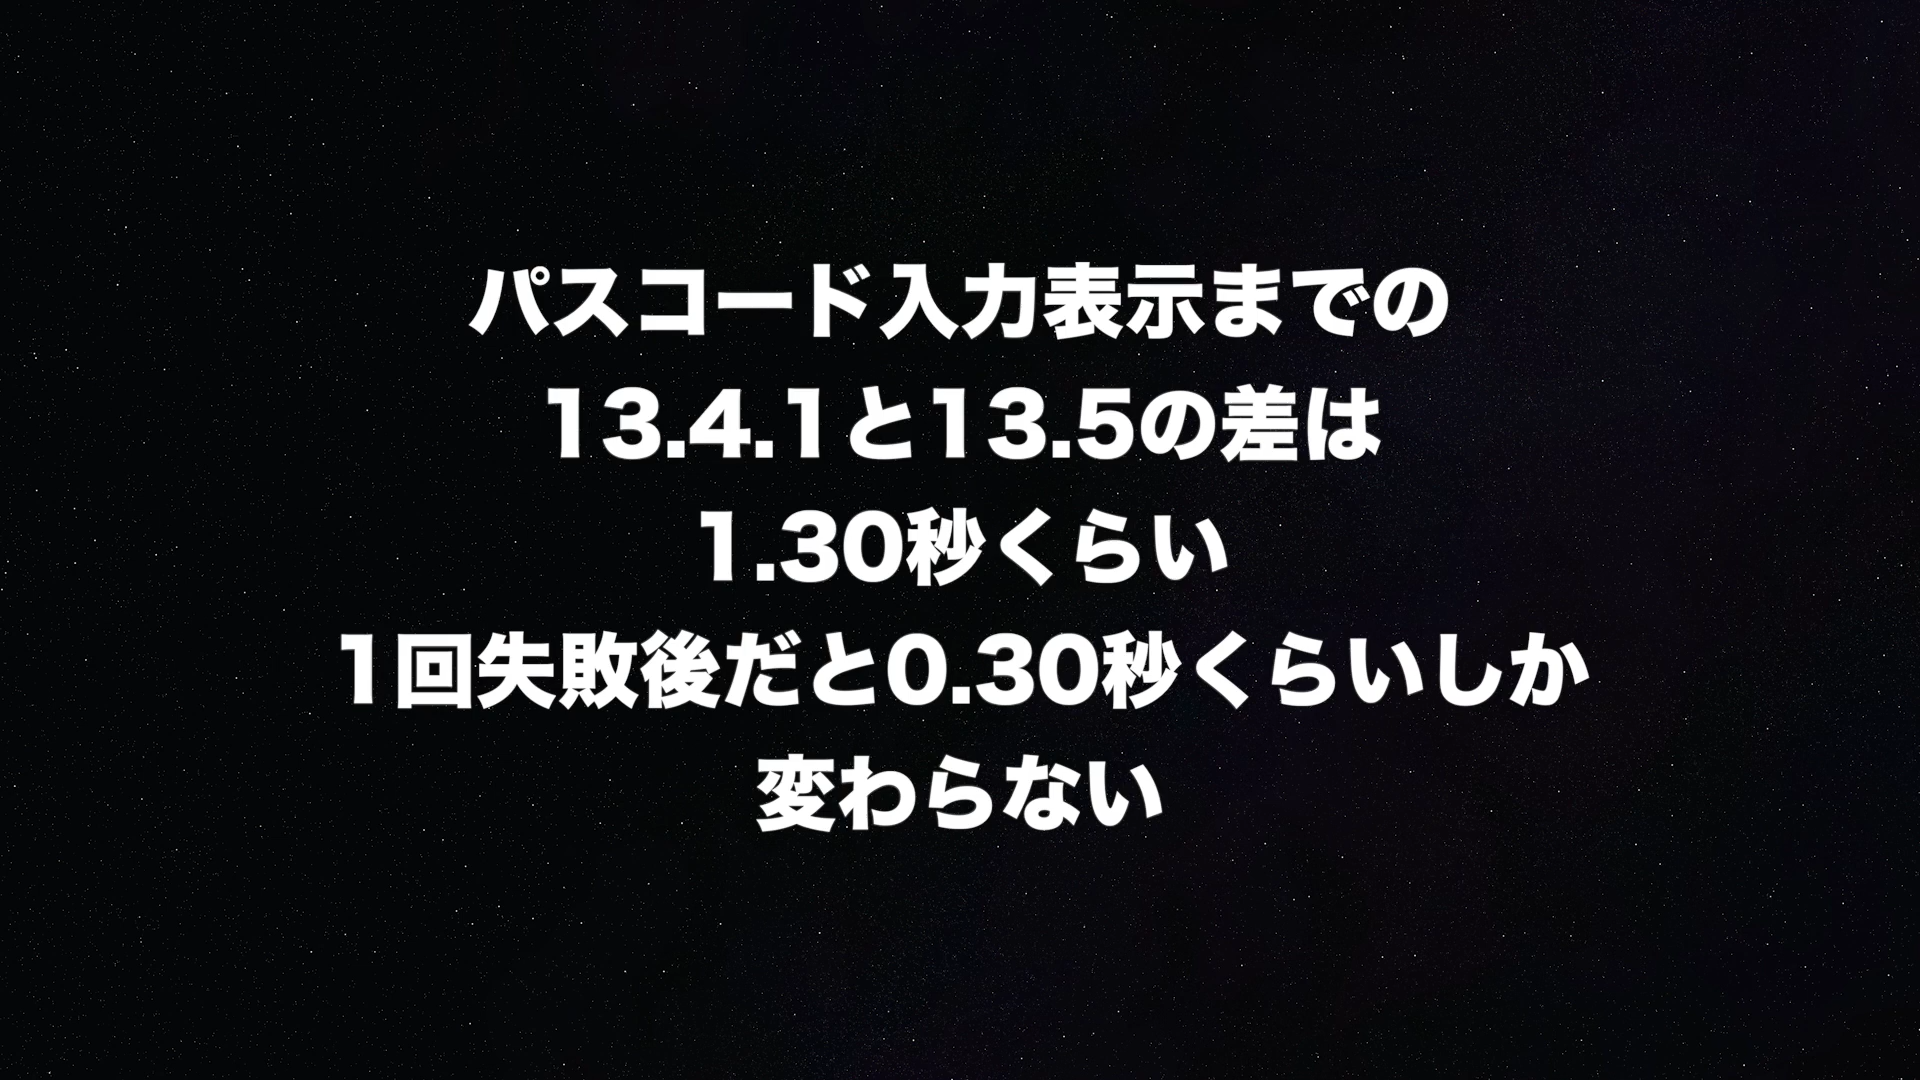 パスコード入力表示までの
13.4.1と13.5の差は
1.30秒くらい
1回失敗後だと0.30秒くらいしか
変わらない